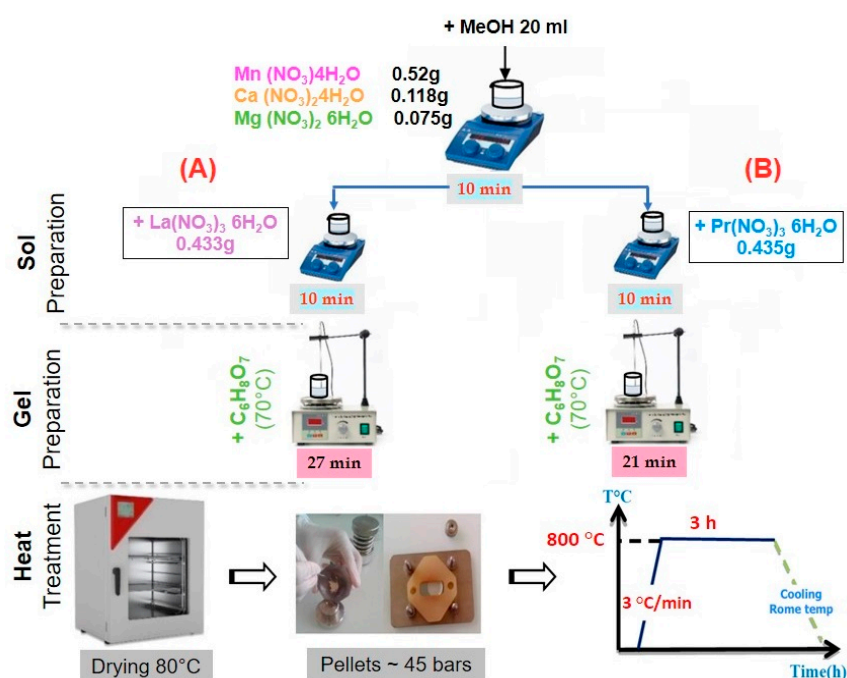 + MeOH 20 ml
Mn (NO₃)4H₂O 0.52g
Ca (NO₃)₂4H₂O 0.118g
Mg (NO₃)₂ 6H₂O 0.075g
(A)
(B)
10 min
+ La(NO₃)₃ 6H₂O
0.433g
+ Pr(NO₃)₃ 6H₂O
0.435g
Sol
Preparation
10 min
10 min
Gel
Preparation
+ C₆H₈O₇
(70°C)
+ C₆H₈O₇
(70°C)
27 min
21 min
Heat
Treatment
T°C
800 °C
3 h
3 °C/min
Cooling
Rome temp
Time(h)
Drying 80°C
Pellets ~ 45 bars